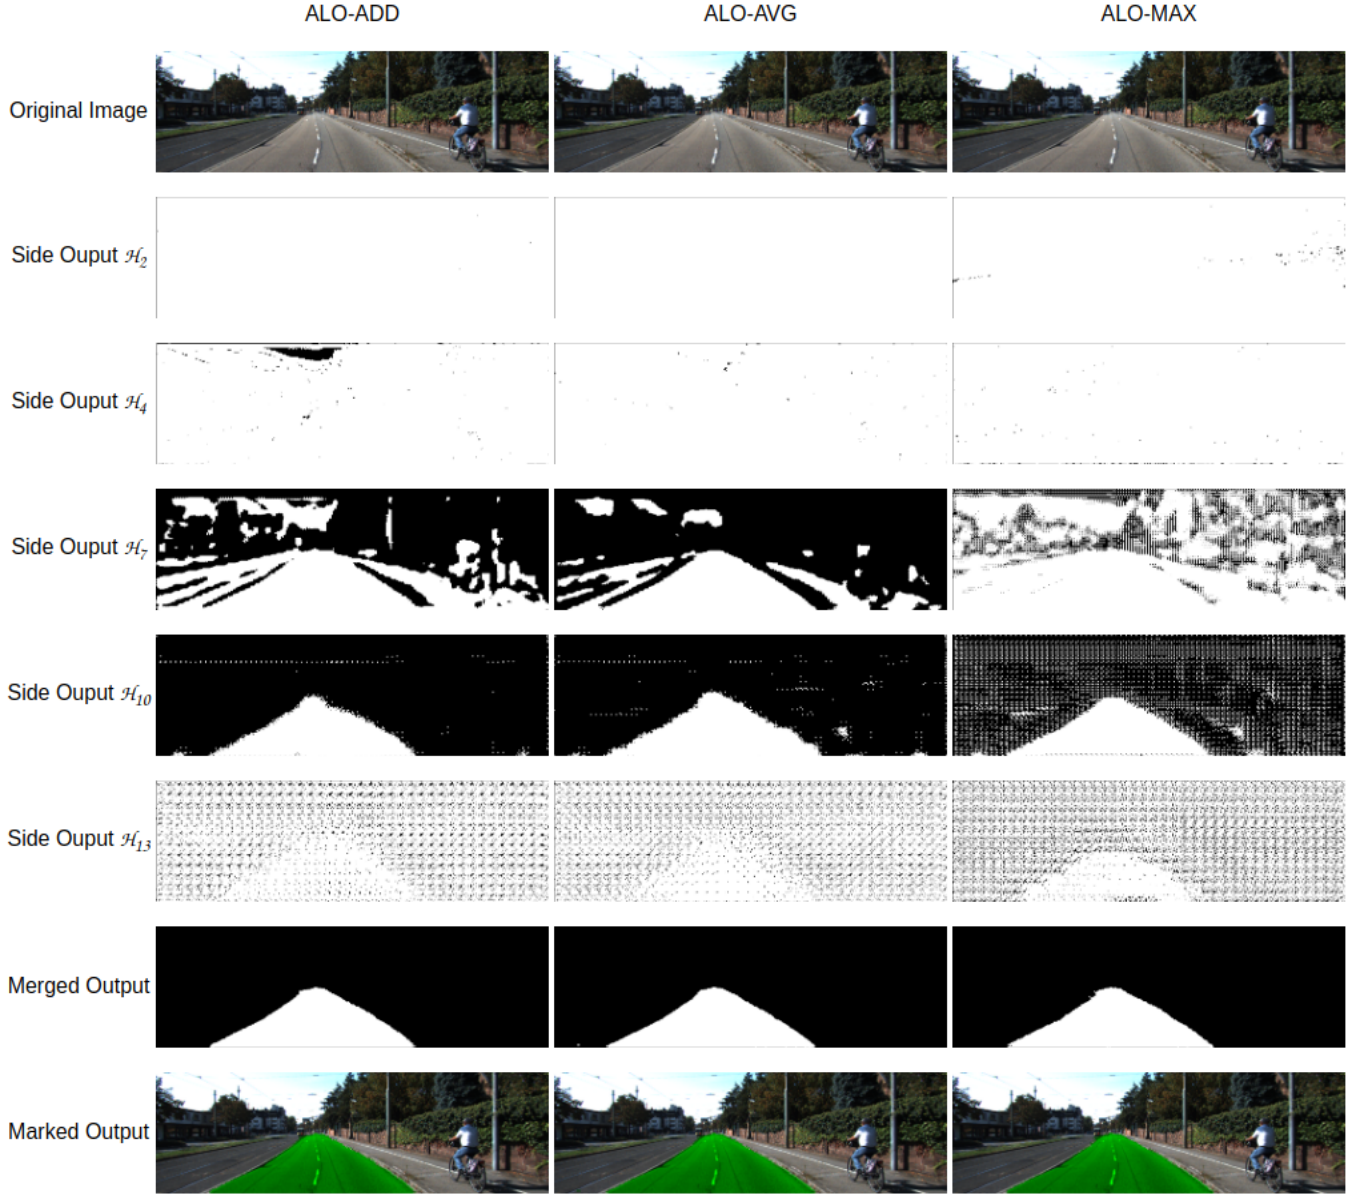 ALO-ADD ALO-AVG ALO-MAX
Original Image
Side Ouput ℋ2
Side Ouput ℋ4
Side Ouput ℋ7
Side Ouput ℋ10
Side Ouput ℋ13
Merged Output
Marked Output